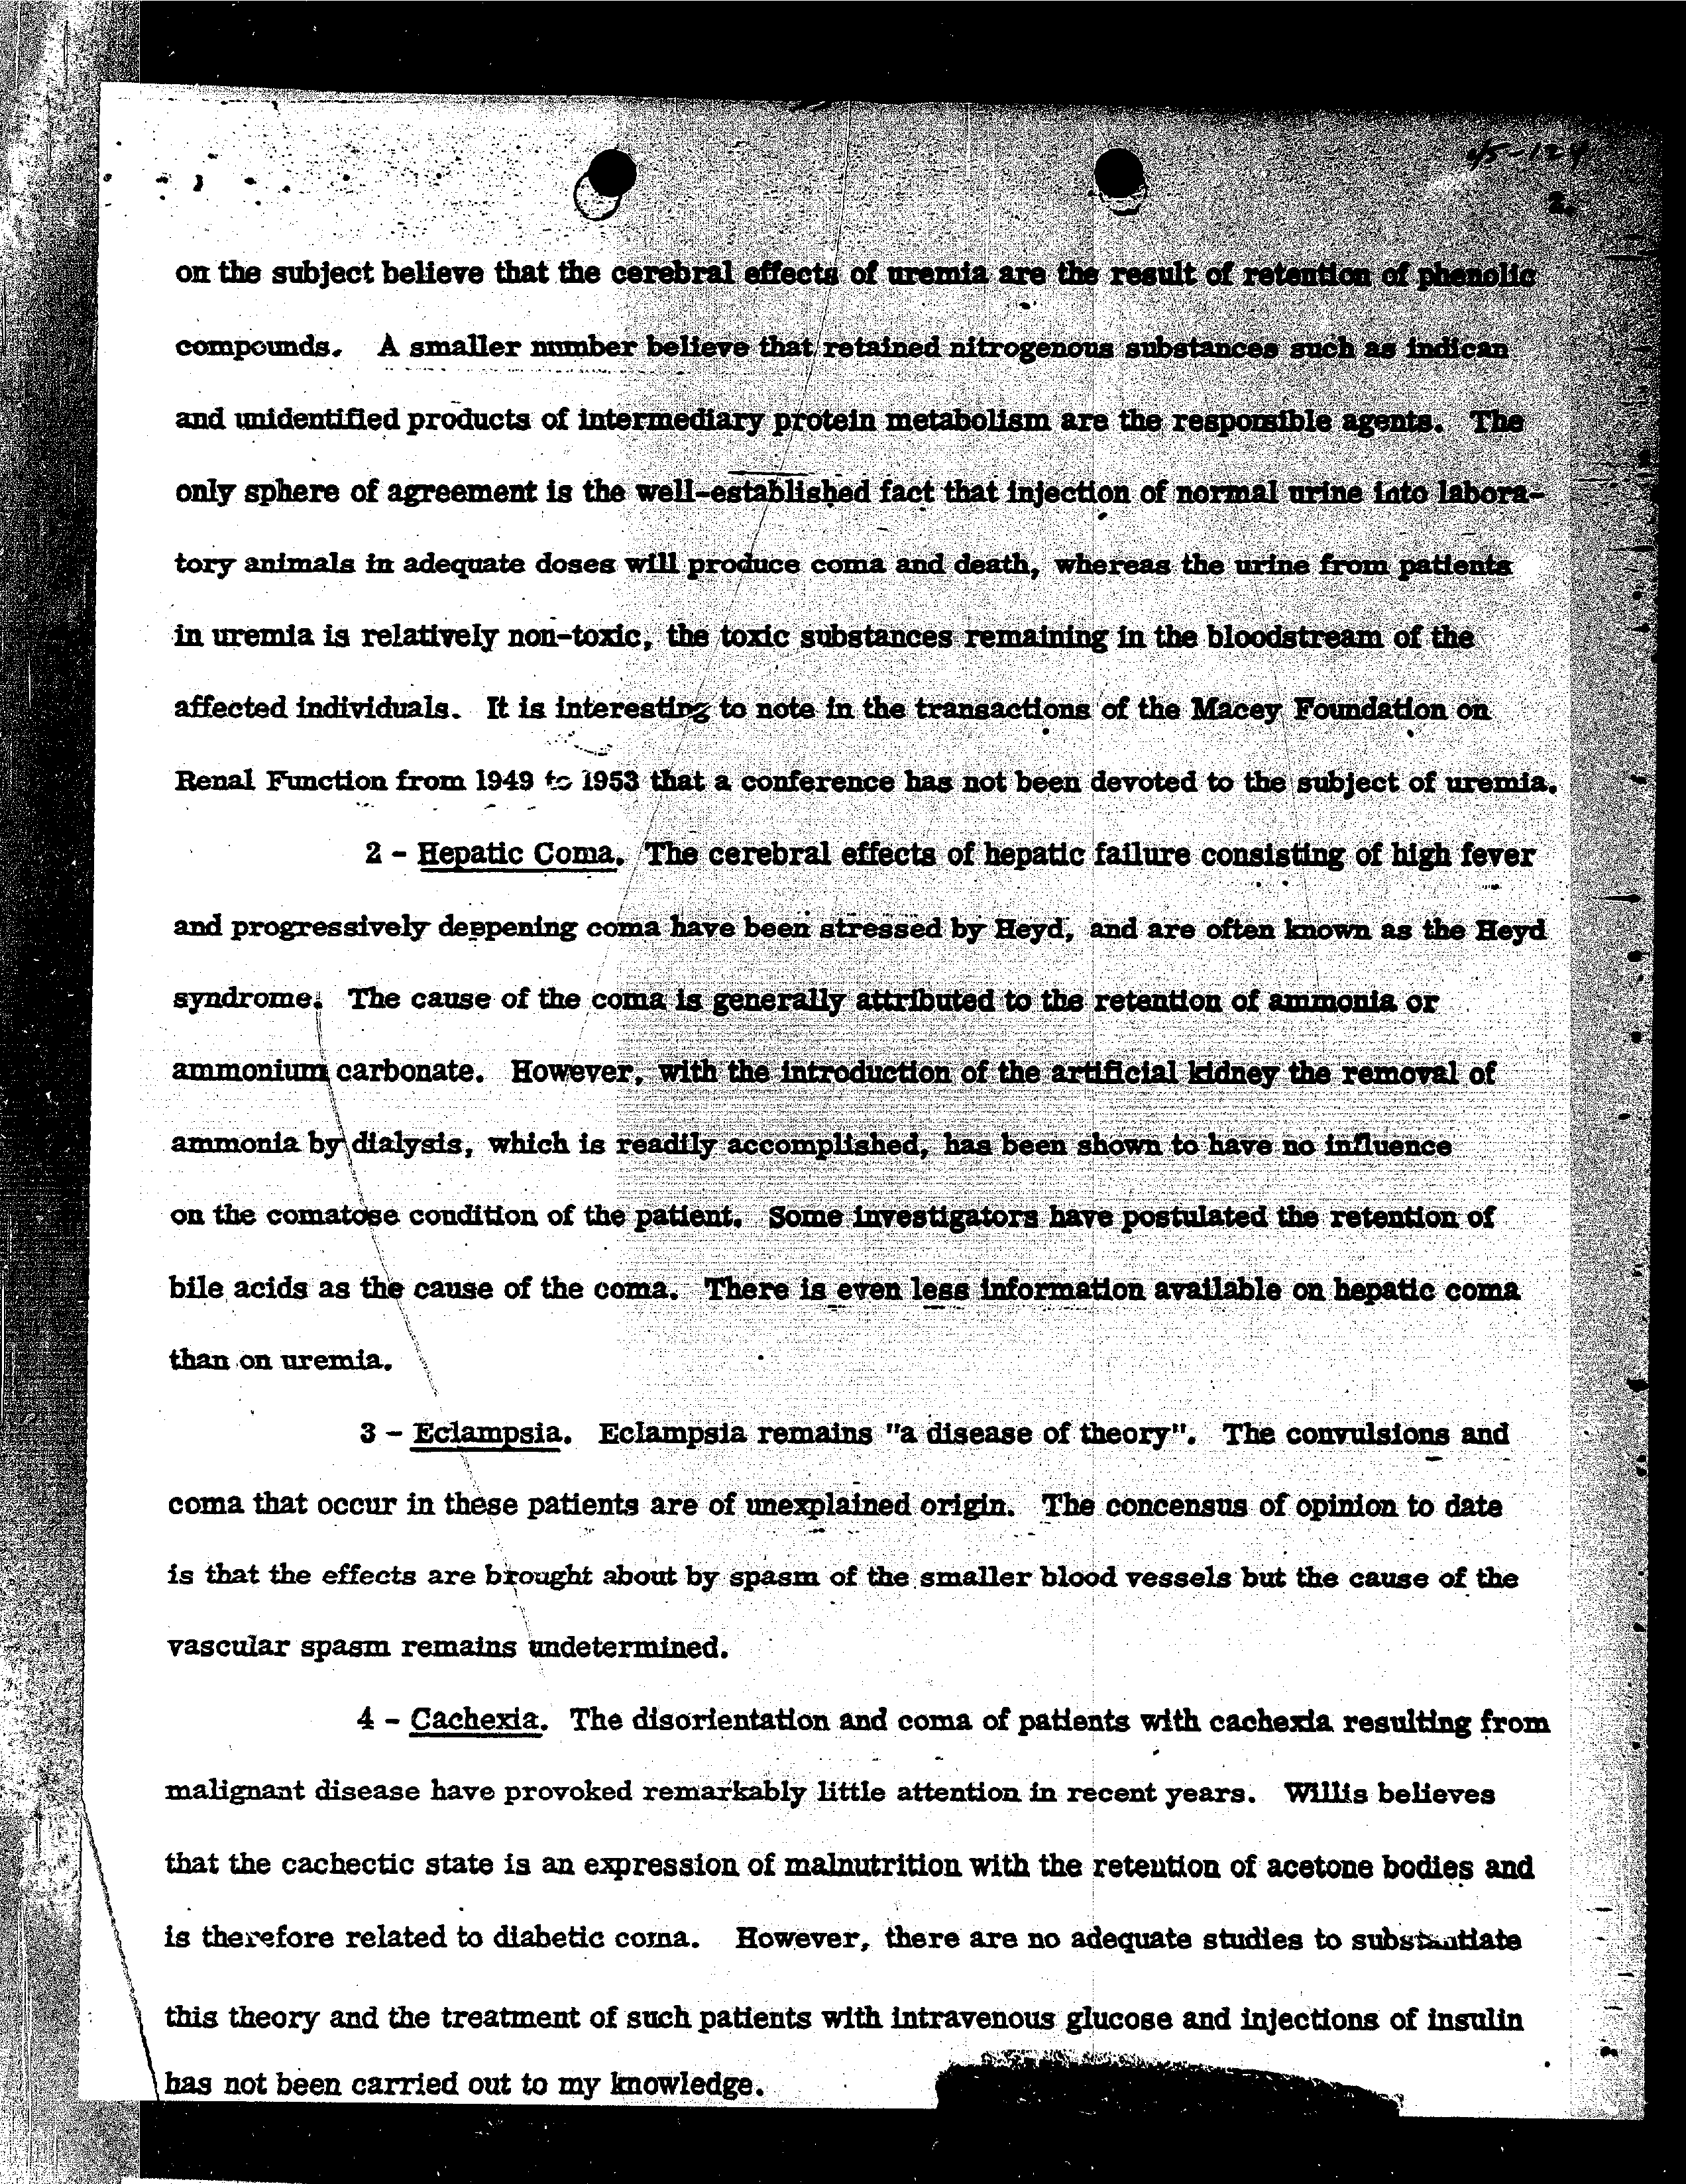 45-124
2.
on the subject believe that the cerebral effects of uremia are the result of retention of phenolic
compounds. A smaller number believe that retained nitrogenous substances such as indican
and unidentified products of intermediary protein metabolism are the responsible agents. The
only sphere of agreement is the well-established fact that injection of normal urine into labora-
tory animals in adequate doses will produce coma and death, whereas the urine from patients
in uremia is relatively non-toxic, the toxic substances remaining in the bloodstream of the
affected individuals. It is interesting to note in the transactions of the Macey Foundation on
Renal Function from 1949 to 1953 that a conference has not been devoted to the subject of uremia.
2 - Hepatic Coma. The cerebral effects of hepatic failure consisting of high fever
and progressively deppening coma have been stressed by Heyd, and are often known as the Heyd
syndrome. The cause of the coma is generally attributed to the retention of ammonia or
ammonium carbonate. However, with the introduction of the artificial kidney the removal of
ammonia by dialysis, which is readily accomplished, has been shown to have no influence
on the comatose condition of the patient. Some investigators have postulated the retention of
bile acids as the cause of the coma. There is even less information available on hepatic coma
than on uremia.
3 - Eclampsia. Eclampsia remains "a disease of theory". The convulsions and
coma that occur in these patients are of unexplained origin. The concensus of opinion to date
is that the effects are brought about by spasm of the smaller blood vessels but the cause of the
vascular spasm remains undetermined.
4 - Cachexia. The disorientation and coma of patients with cachexia resulting from
malignant disease have provoked remarkably little attention in recent years. Willis believes
that the cachectic state is an expression of malnutrition with the retention of acetone bodies and
is therefore related to diabetic coma. However, there are no adequate studies to substantiate
this theory and the treatment of such patients with intravenous glucose and injections of insulin
has not been carried out to my knowledge.